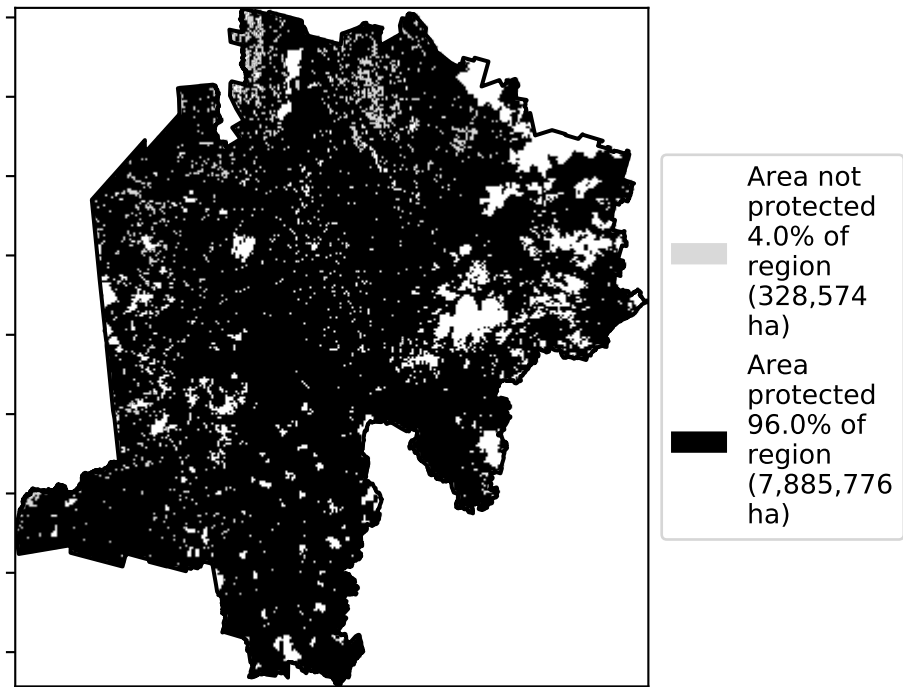 Area not
protected
4.0% of
region
(328,574
ha)
Area
protected
96.0% of
region
(7,885,776
ha)